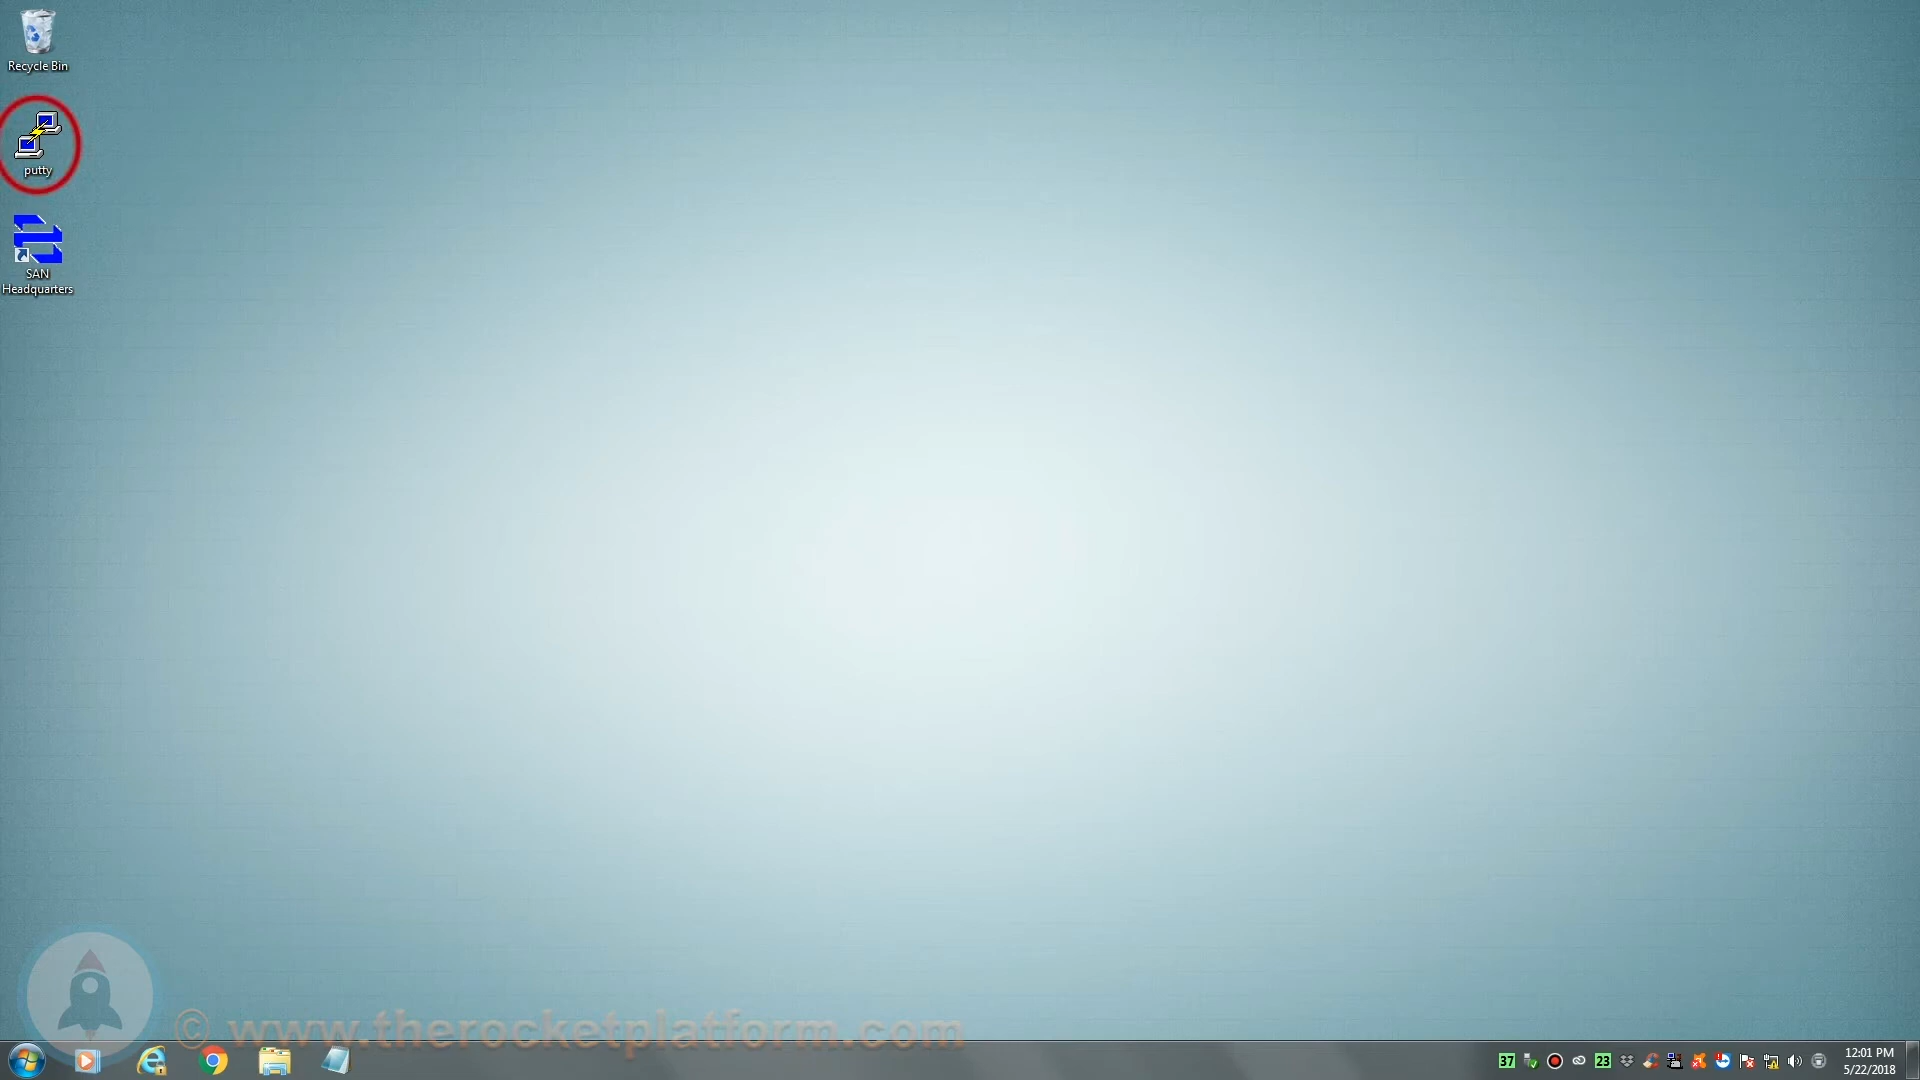 Recycle Bin
putty
SAN
Headquarters
© www.therocketplatform.com
37
23
12:01 PM
5/22/2018